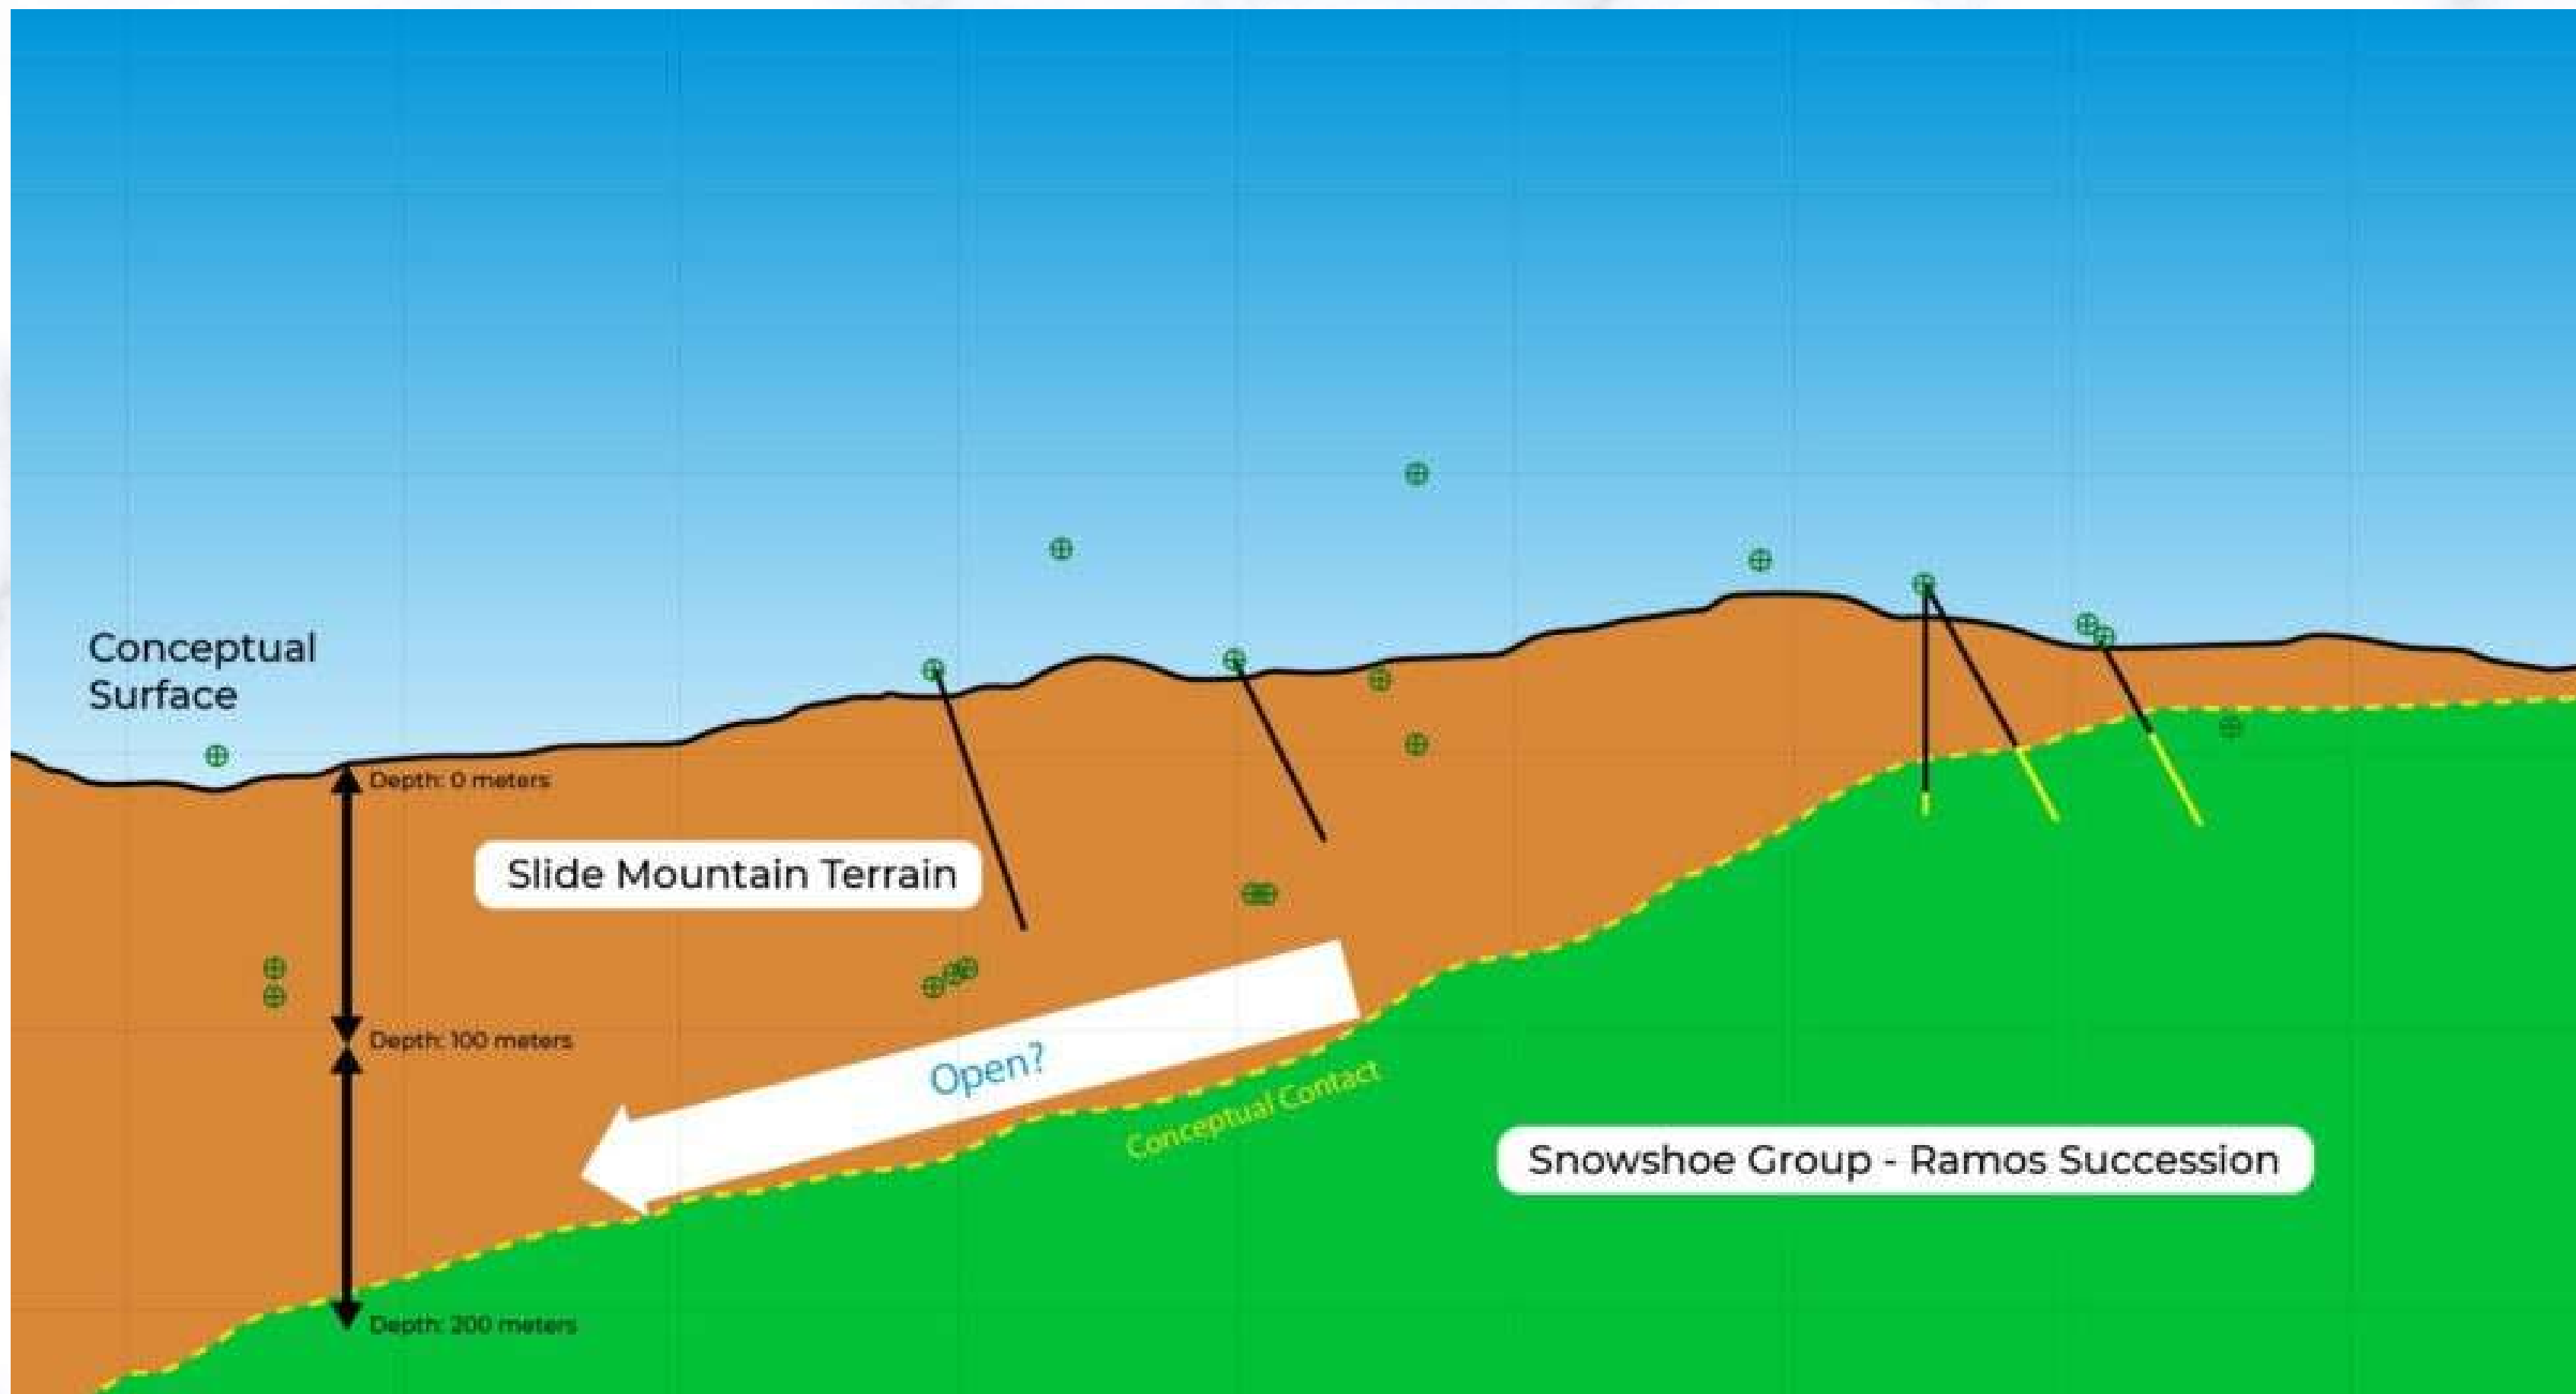 Conceptual
Surface
Depth: 0 meters
Slide Mountain Terrain
Depth: 100 meters
Open?
Conceptual Contact
Snowshoe Group - Ramos Succession
Depth: 200 meters